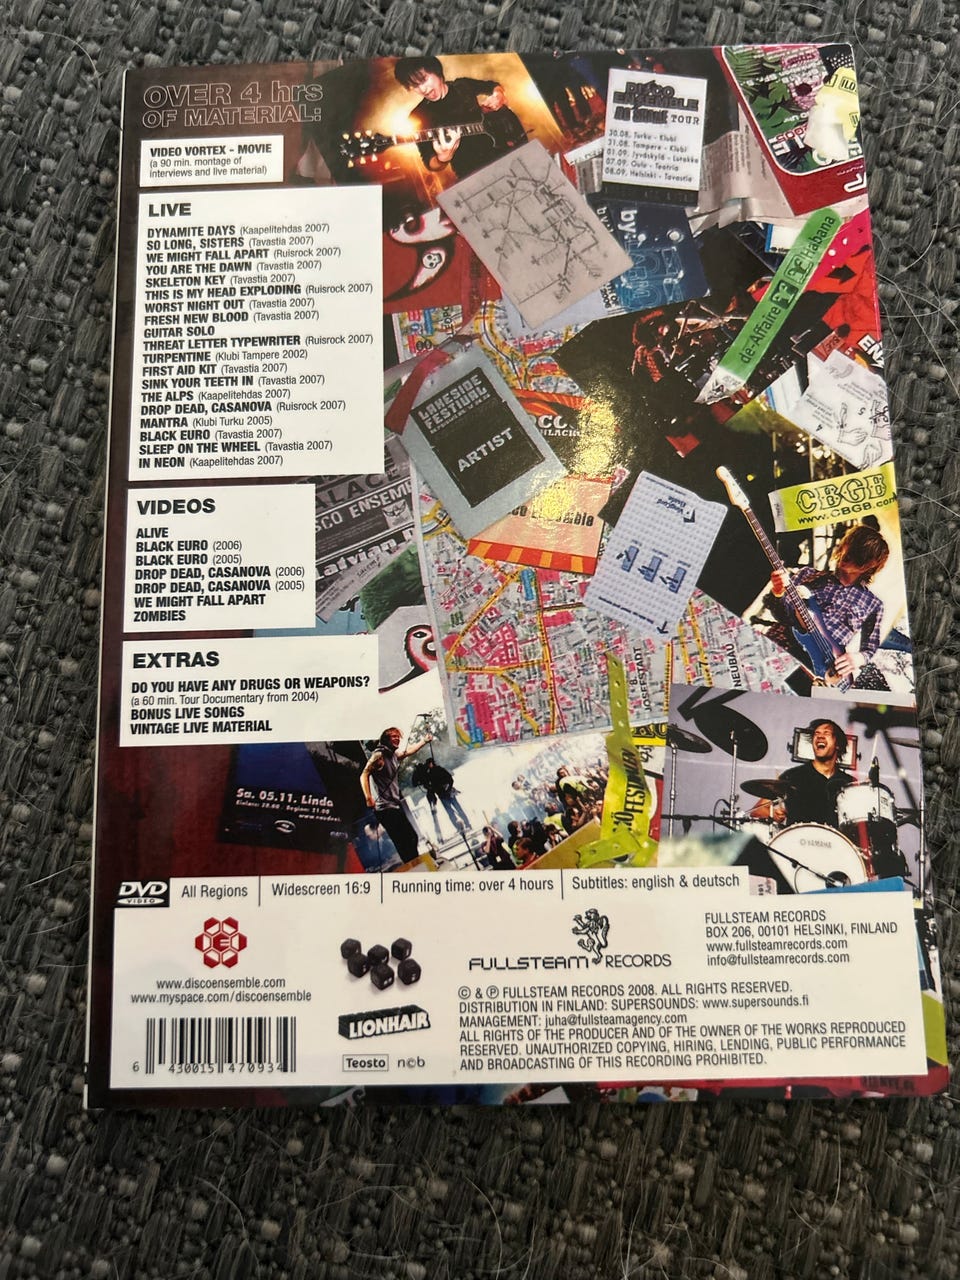 OVER 4 hrs
OF MATERIAL:
VIDEO VORTEX - MOVIE
(a 90 min. montage of
interviews and live material)
LIVE
DYNAMITE DAYS (Kaapelitehdas 2007)
SO LONG, SISTERS (Tavastia 2007)
WE MIGHT FALL APART (Ruisrock 2007)
YOU ARE THE DAWN (Tavastia 2007)
SKELETON KEY (Tavastia 2007)
THIS IS MY HEAD EXPLODING (Ruisrock 2007)
WORST NIGHT OUT (Tavastia 2007)
FRESH NEW BLOOD (Tavastia 2007)
GUITAR SOLO
THREAT LETTER TYPEWRITER (Ruisrock 2007)
TURPENTINE (Klubi Tampere 2002)
FIRST AID KIT (Tavastia 2007)
SINK YOUR TEETH IN (Tavastia 2007)
THE ALPS (Kaapelitehdas 2007)
DROP DEAD, CASANOVA (Ruisrock 2007)
MANTRA (Klubi Turku 2005)
BLACK EURO (Tavastia 2007)
SLEEP ON THE WHEEL (Tavastia 2007)
IN NEON (Kaapelitehdas 2007)
VIDEOS
ALIVE
BLACK EURO (2006)
BLACK EURO (2005)
DROP DEAD, CASANOVA (2006)
DROP DEAD, CASANOVA (2005)
WE MIGHT FALL APART
ZOMBIES
EXTRAS
DO YOU HAVE ANY DRUGS OR WEAPONS?
(a 60 min. Tour Documentary from 2004)
BONUS LIVE SONGS
VINTAGE LIVE MATERIAL
DISCO
ENSEMBLE
TOUR
30.08. Turku - Klubi
31.08. Tampere - Klubi
01.09. Jyväskylä - Lutakko
07.09. Oulu - Teatria
08.09. Helsinki - Tavastia
de-Affaire
Habana
LAKESIDE
FESTIVAL
ARTIST
CBGB
www.CBGB.com
JOSEFSTADT
NEUBAU
Sa. 05.11. Linda
DVD VIDEO
All Regions
Widescreen 16:9
Running time: over 4 hours
Subtitles: english & deutsch
E
www.discoensemble.com
www.myspace.com/discoensemble
6 430015 470934
LIONHAIR
Teosto
ncb
FULLSTEAM RECORDS
FULLSTEAM RECORDS
BOX 206, 00101 HELSINKI, FINLAND
www.fullsteamrecords.com
info@fullsteamrecords.com
© & ℗ FULLSTEAM RECORDS 2008. ALL RIGHTS RESERVED.
DISTRIBUTION IN FINLAND: SUPERSOUNDS: www.supersounds.fi
MANAGEMENT: juha@fullsteamagency.com
ALL RIGHTS OF THE PRODUCER AND OF THE OWNER OF THE WORKS REPRODUCED
RESERVED. UNAUTHORIZED COPYING, HIRING, LENDING, PUBLIC PERFORMANCE
AND BROADCASTING OF THIS RECORDING PROHIBITED.
YAMAHA